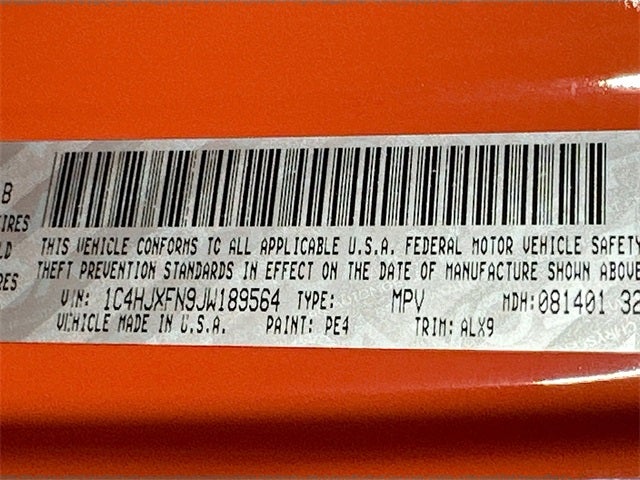 THIS VEHICLE CONFORMS TO ALL APPLICABLE U.S.A. FEDERAL MOTOR VEHICLE SAFETY
THEFT PREVENTION STANDARDS IN EFFECT ON THE DATE OF MANUFACTURE SHOWN ABOVE
VIN: 1C4HJXFN9JW189564 TYPE: MPV MDH:081401 32
VEHICLE MADE IN U.S.A. PAINT: PE4 TRIM: ALX9